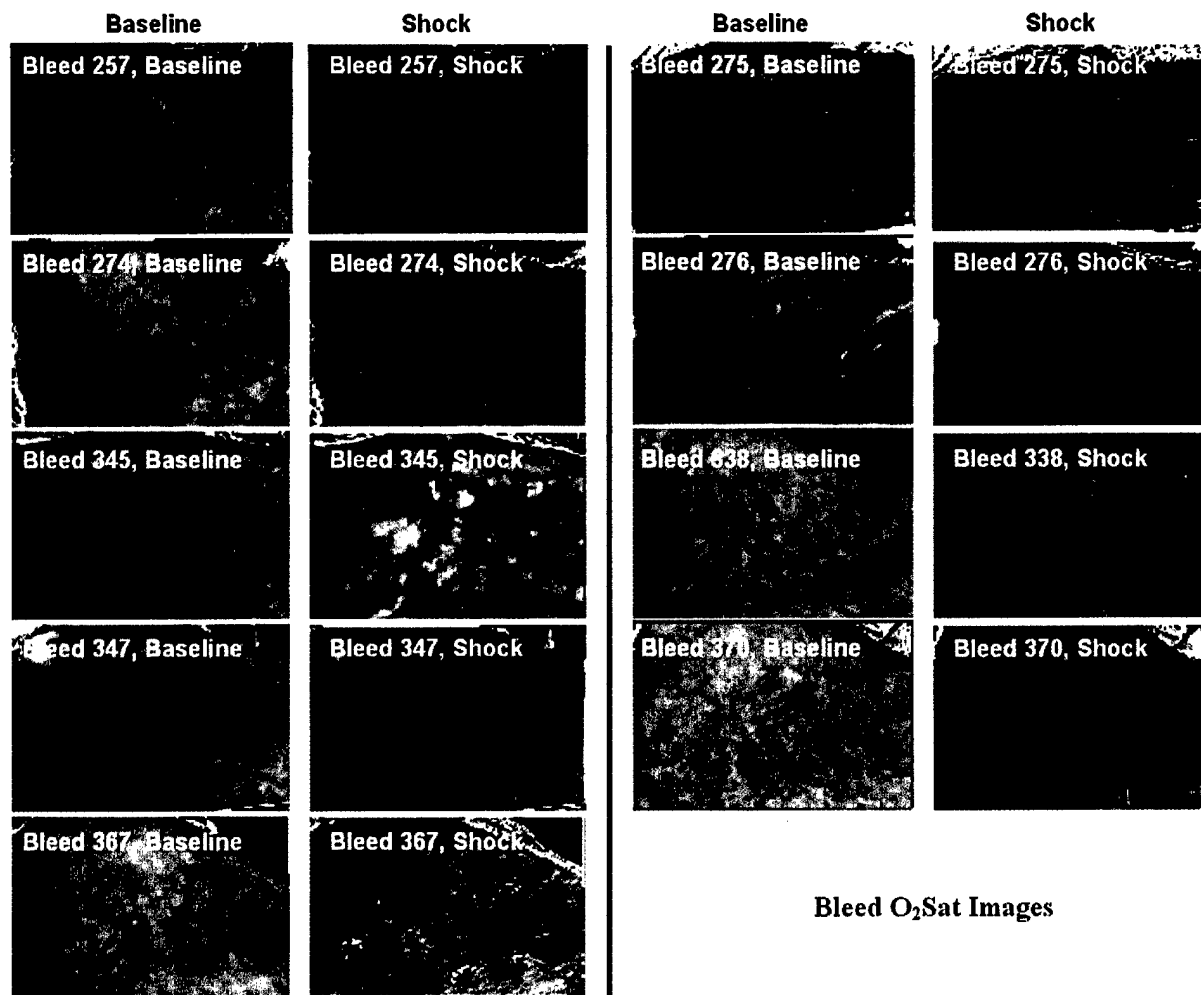 Baseline
Shock
Bleed 257, Baseline
Bleed 257, Shock
Bleed 274, Baseline
Bleed 274, Shock
Bleed 345, Baseline
Bleed 345, Shock
Bleed 347, Baseline
Bleed 347, Shock
Bleed 367, Baseline
Bleed 367, Shock
Baseline
Shock
Bleed 275, Baseline
Bleed 275, Shock
Bleed 276, Baseline
Bleed 276, Shock
Bleed 338, Baseline
Bleed 338, Shock
Bleed 370, Baseline
Bleed 370, Shock
Bleed O₂Sat Images